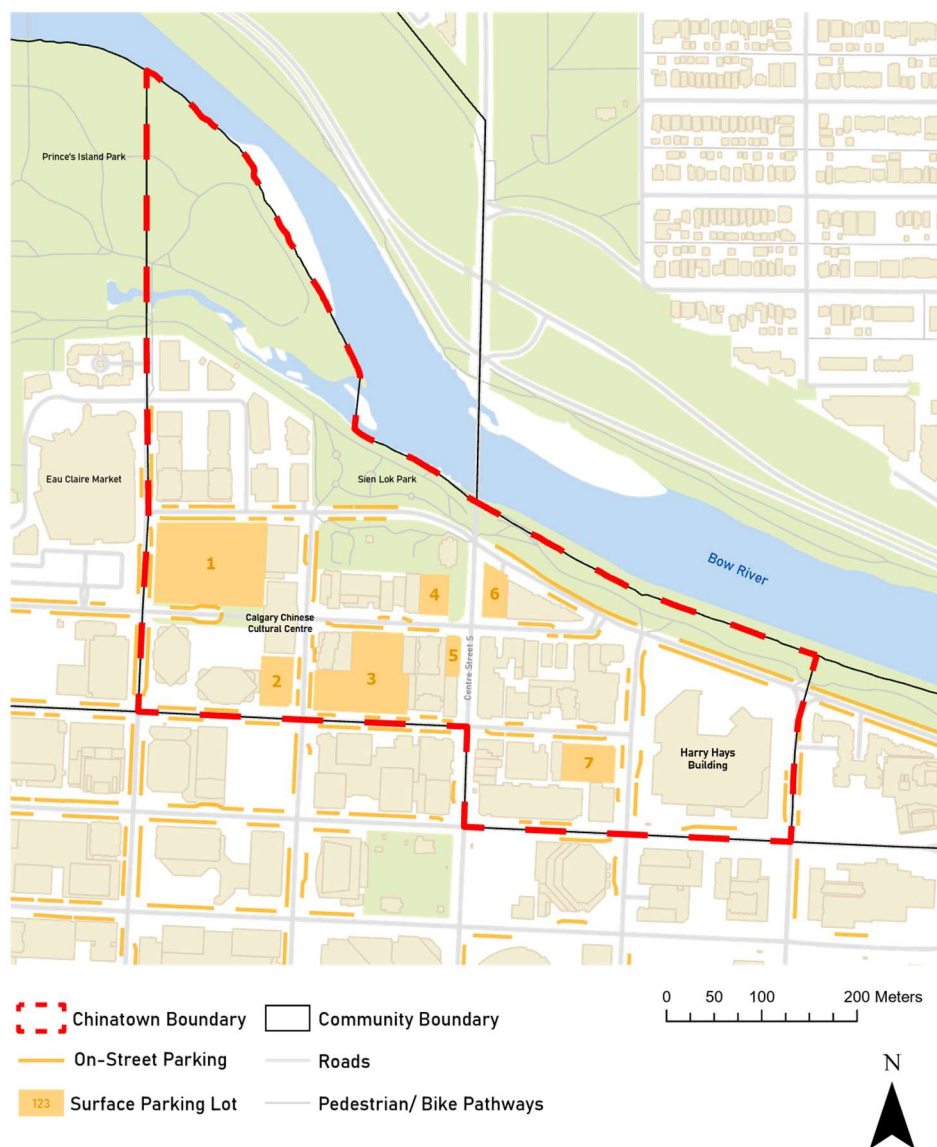 Prince's Island Park
Eau Claire Market
Sien Lok Park
Bow River
1
4
6
Calgary Chinese
Cultural Centre
5
2
3
Centre Street S
7
Harry Hays
Building
Chinatown Boundary
Community Boundary
On-Street Parking
Roads
123
Surface Parking Lot
Pedestrian/ Bike Pathways
0 50 100 200 Meters
N